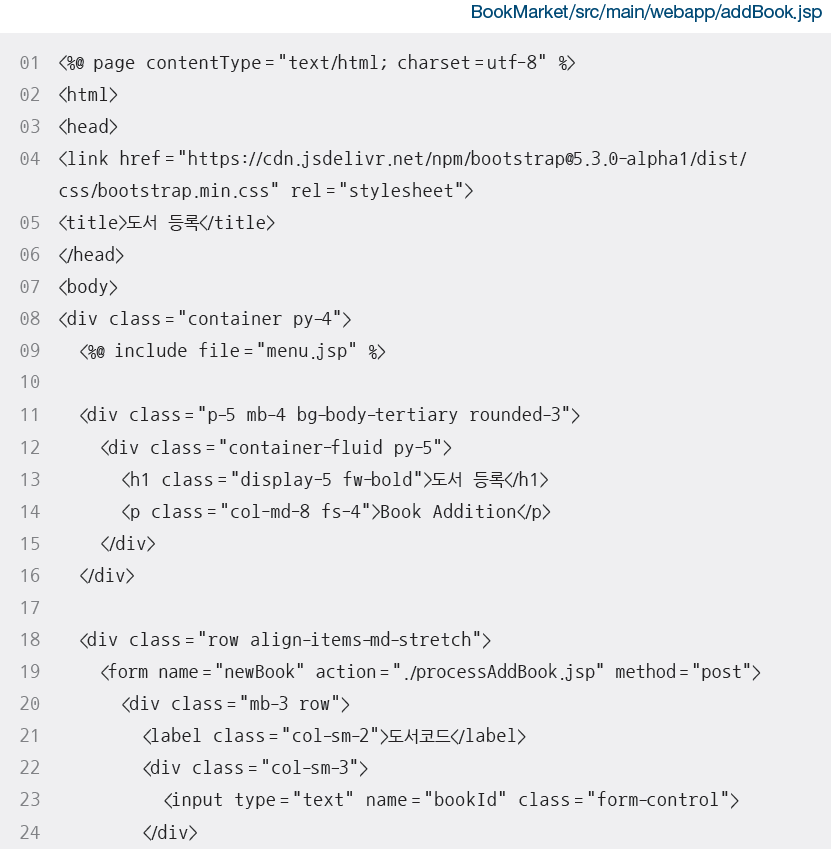 BookMarket/src/main/webapp/addBook.jsp
01 <%@ page contentType="text/html; charset=utf-8" %>
02 <html>
03 <head>
04 <link href="https://cdn.jsdelivr.net/npm/bootstrap@5.3.0-alpha1/dist/
css/bootstrap.min.css" rel="stylesheet">
05 <title>도서 등록</title>
06 </head>
07 <body>
08 <div class="container py-4">
09   <%@ include file="menu.jsp" %>
10
11   <div class="p-5 mb-4 bg-body-tertiary rounded-3">
12     <div class="container-fluid py-5">
13       <h1 class="display-5 fw-bold">도서 등록</h1>
14       <p class="col-md-8 fs-4">Book Addition</p>
15     </div>
16   </div>
17
18   <div class="row align-items-md-stretch">
19     <form name="newBook" action="./processAddBook.jsp" method="post">
20       <div class="mb-3 row">
21         <label class="col-sm-2">도서코드</label>
22         <div class="col-sm-3">
23           <input type="text" name="bookId" class="form-control">
24         </div>